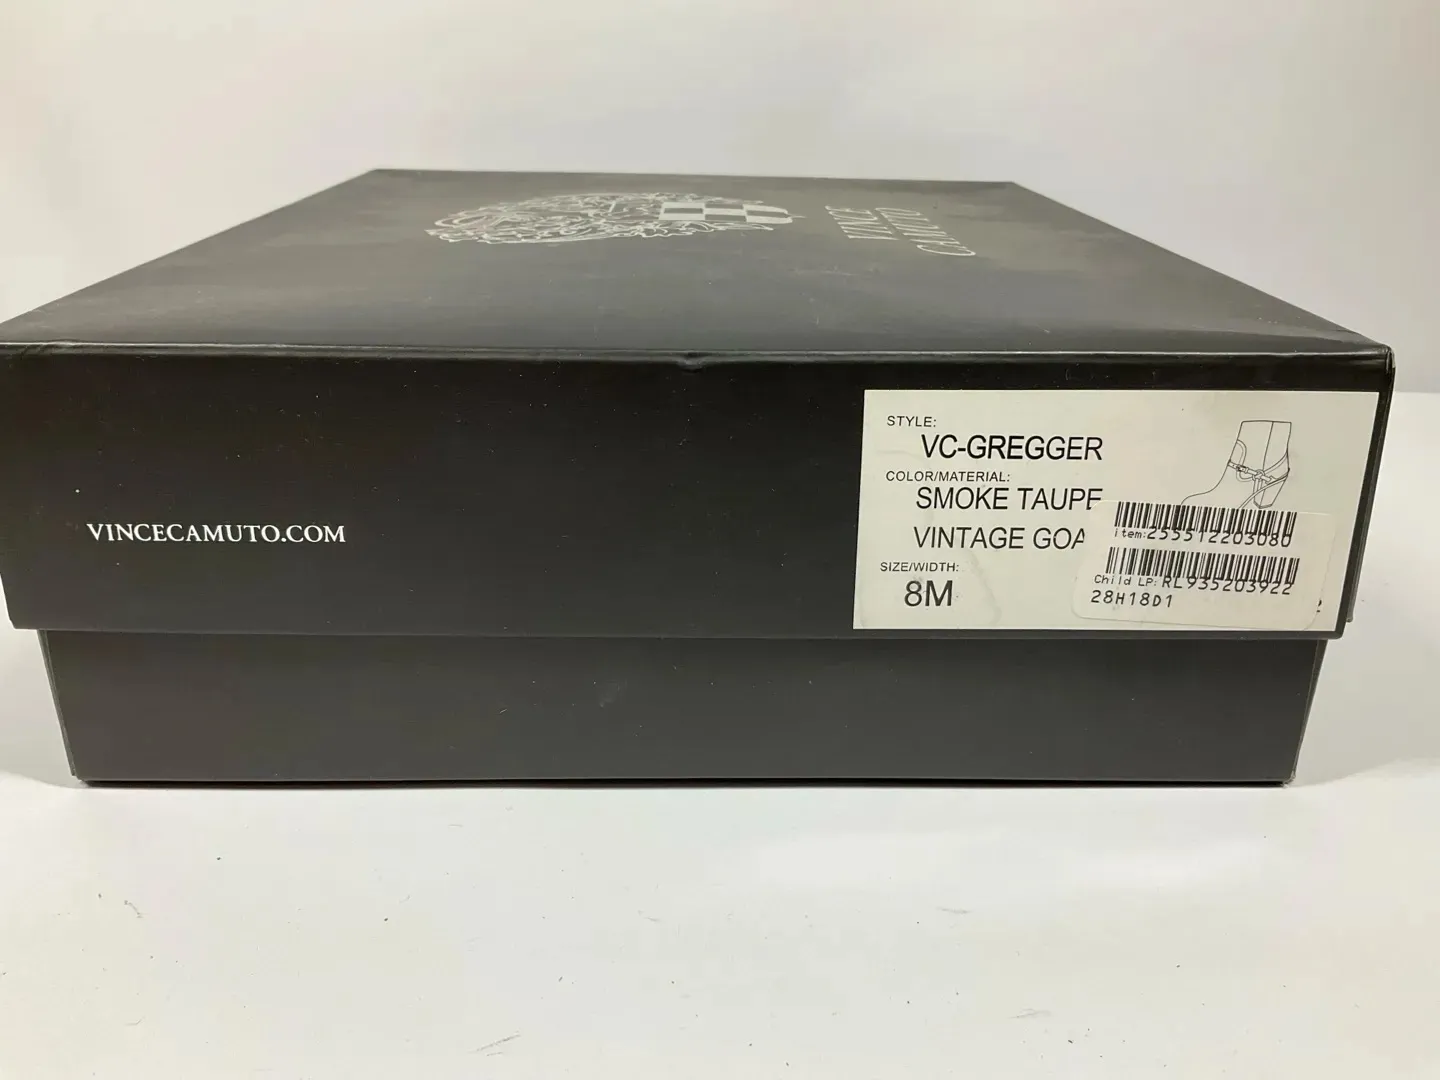 VINCE
CAMUTO
VINCECAMUTO.COM
STYLE:
VC-GREGGER
COLOR/MATERIAL:
SMOKE TAUPE
VINTAGE GOA
SIZE/WIDTH:
8M
item:255512203080
Child LP:RL935203922
28H18D1